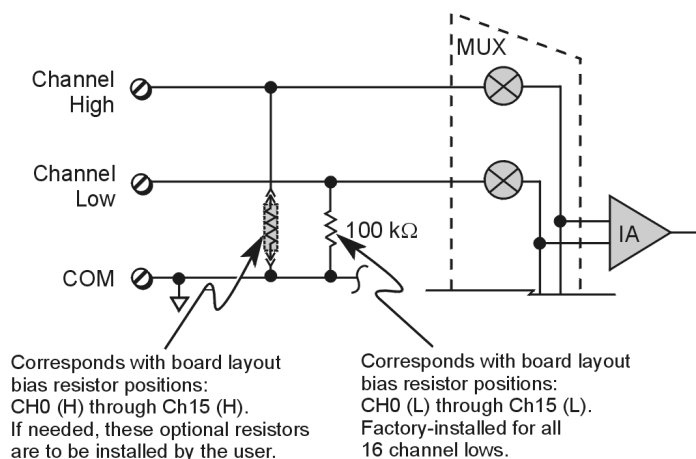 MUX
Channel
High
Channel
Low
100 kΩ
IA
COM
Corresponds with board layout
bias resistor positions:
CH0 (H) through Ch15 (H).
If needed, these optional resistors
are to be installed by the user.
Corresponds with board layout
bias resistor positions:
CH0 (L) through Ch15 (L).
Factory-installed for all
16 channel lows.